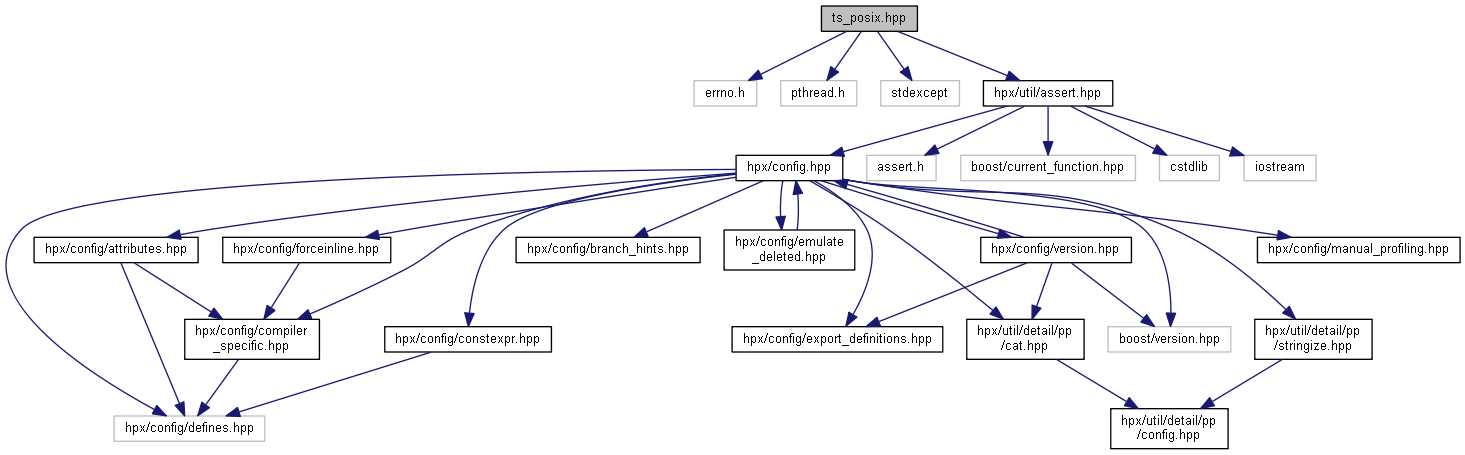 ts_posix.hpp
errno.h
pthread.h
stdexcept
hpx/util/assert.hpp
hpx/config.hpp
assert.h
boost/current_function.hpp
cstdlib
iostream
hpx/config/attributes.hpp
hpx/config/forceinline.hpp
hpx/config/branch_hints.hpp
hpx/config/emulate
_deleted.hpp
hpx/config/version.hpp
hpx/config/manual_profiling.hpp
hpx/config/compiler
_specific.hpp
hpx/config/constexpr.hpp
hpx/config/export_definitions.hpp
hpx/util/detail/pp
/cat.hpp
boost/version.hpp
hpx/util/detail/pp
/stringize.hpp
hpx/config/defines.hpp
hpx/util/detail/pp
/config.hpp